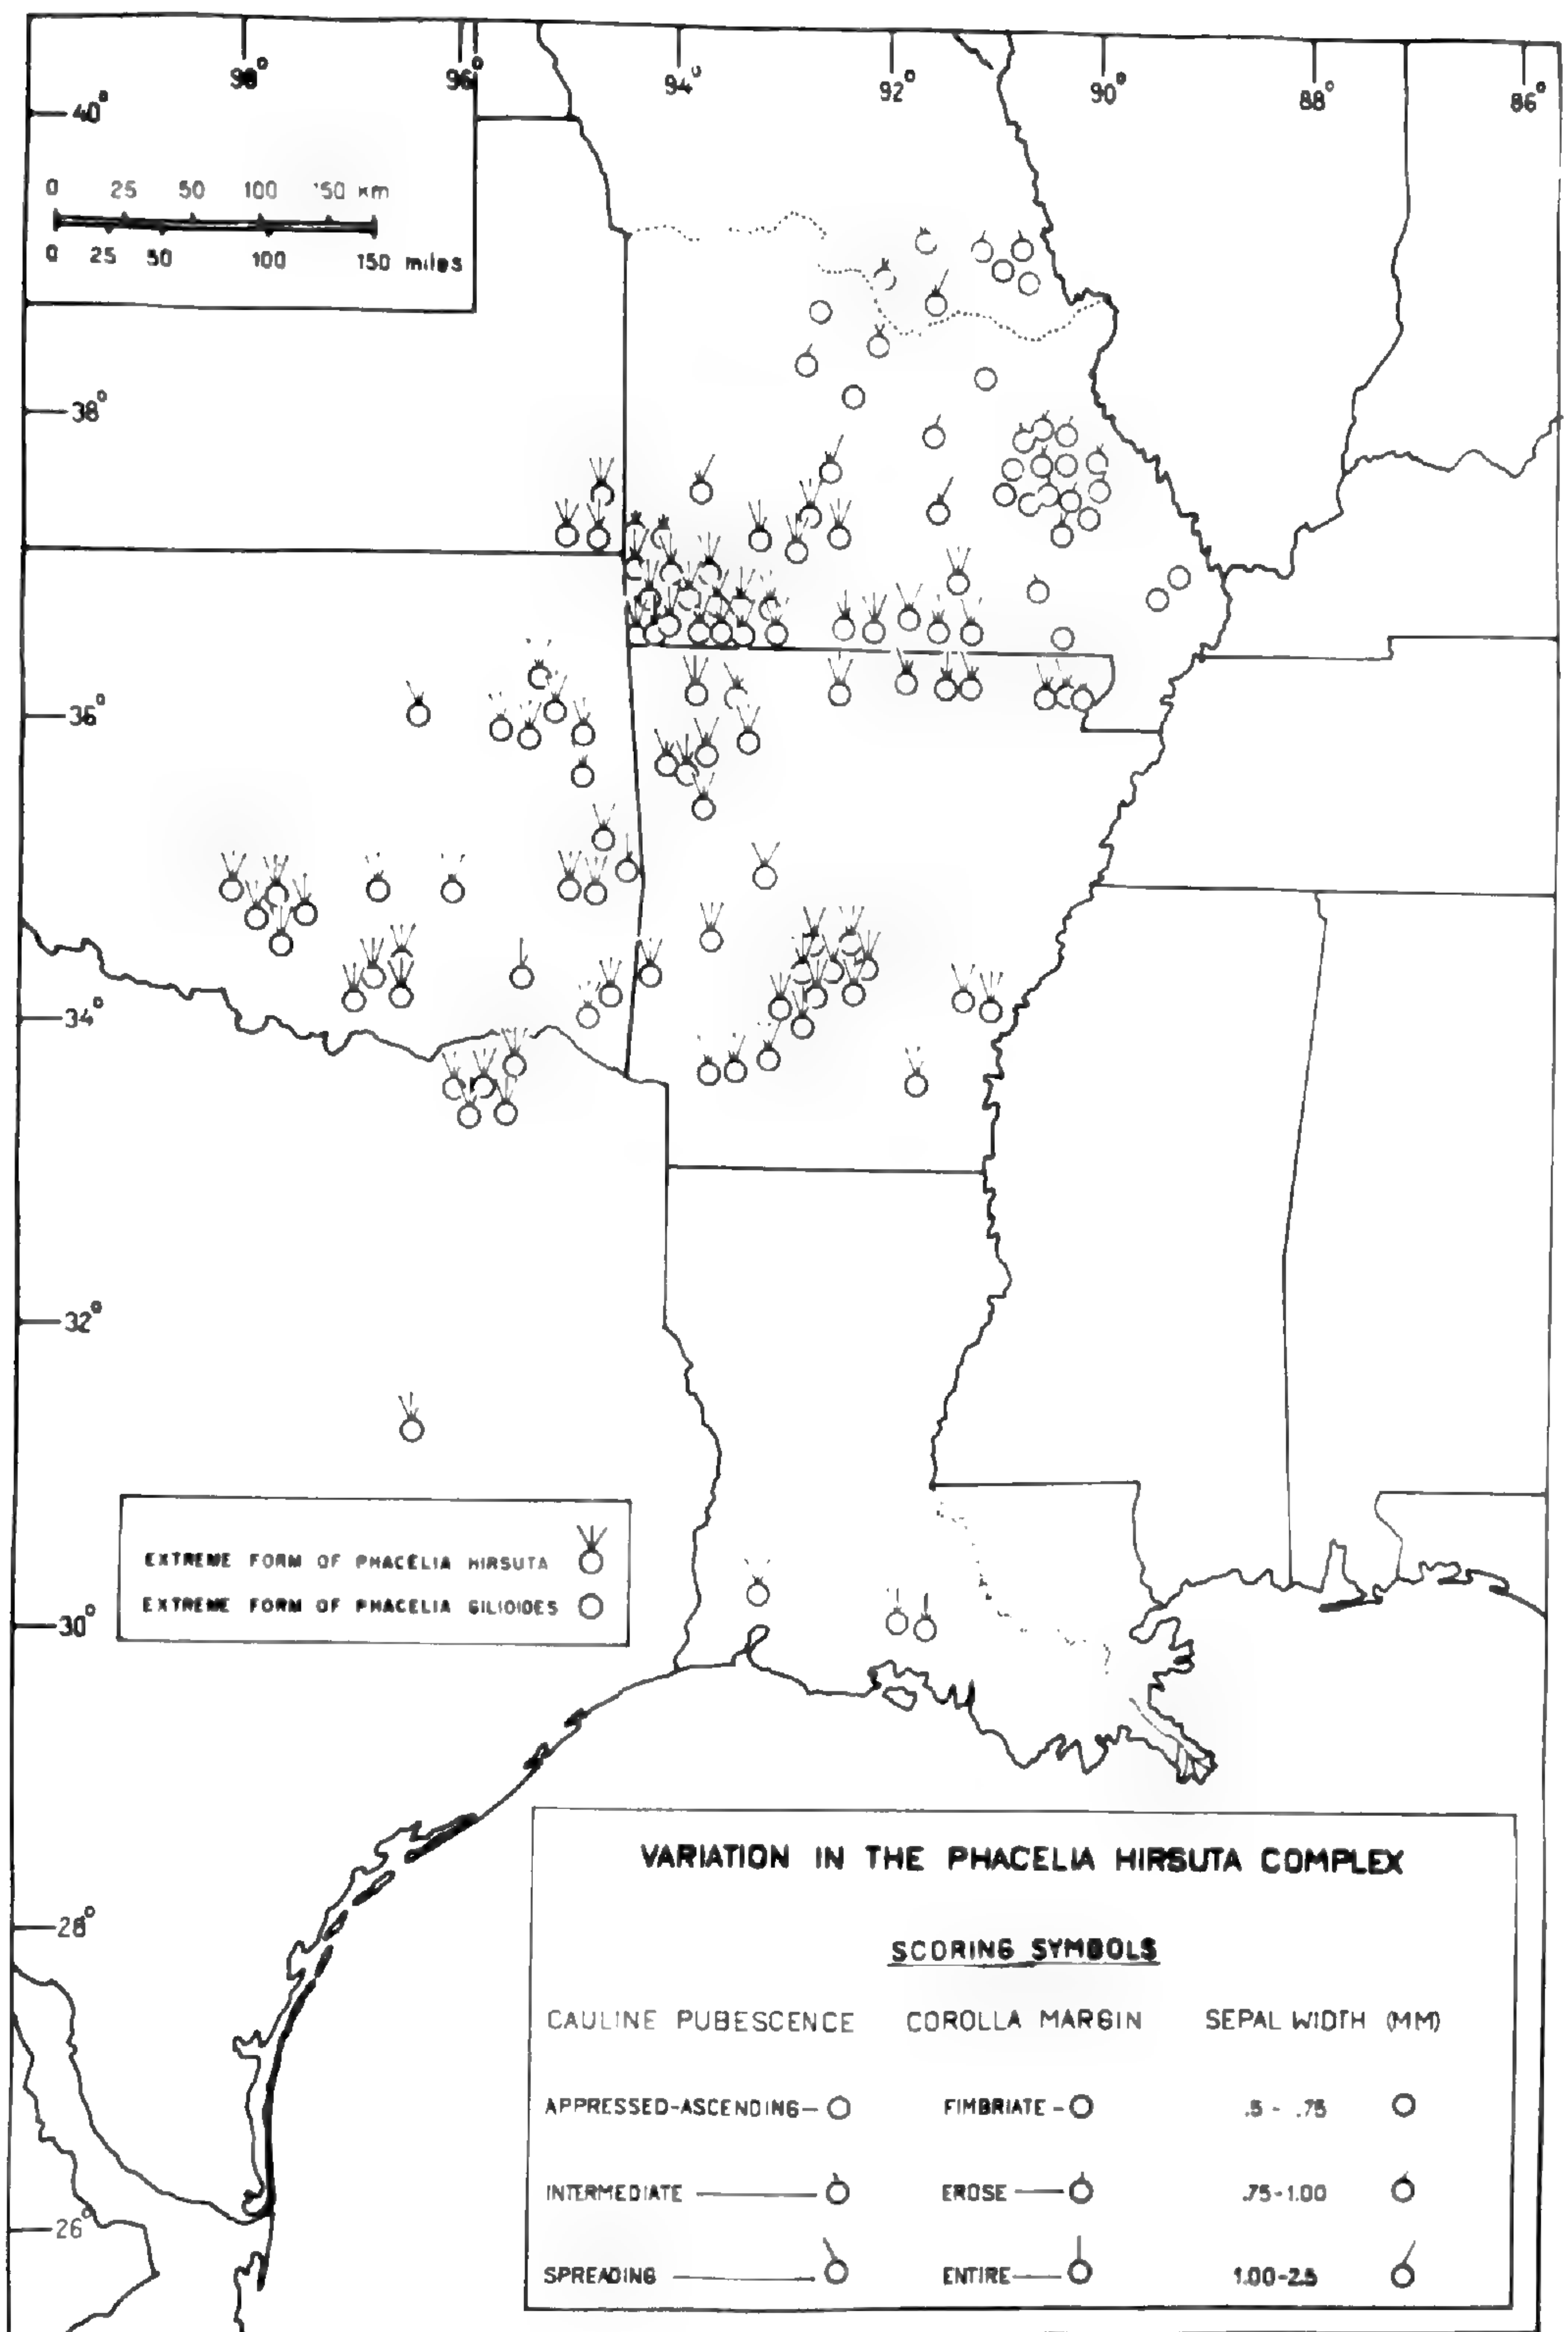 98° 96° 94° 92° 90° 88° 86°
40°
0 25 50 100 150 km
0 25 50 100 150 miles
38°
36°
34°
32°
EXTREME FORM OF PHACELIA HIRSUTA
EXTREME FORM OF PHACELIA GILIOIDES
30°
28°
26°
VARIATION IN THE PHACELIA HIRSUTA COMPLEX
SCORING SYMBOLS
CAULINE PUBESCENCE COROLLA MARGIN SEPAL WIDTH (MM)
APPRESSED-ASCENDING FIMBRIATE .5 - .75
INTERMEDIATE EROSE .75-1.00
SPREADING ENTIRE 1.00-2.5